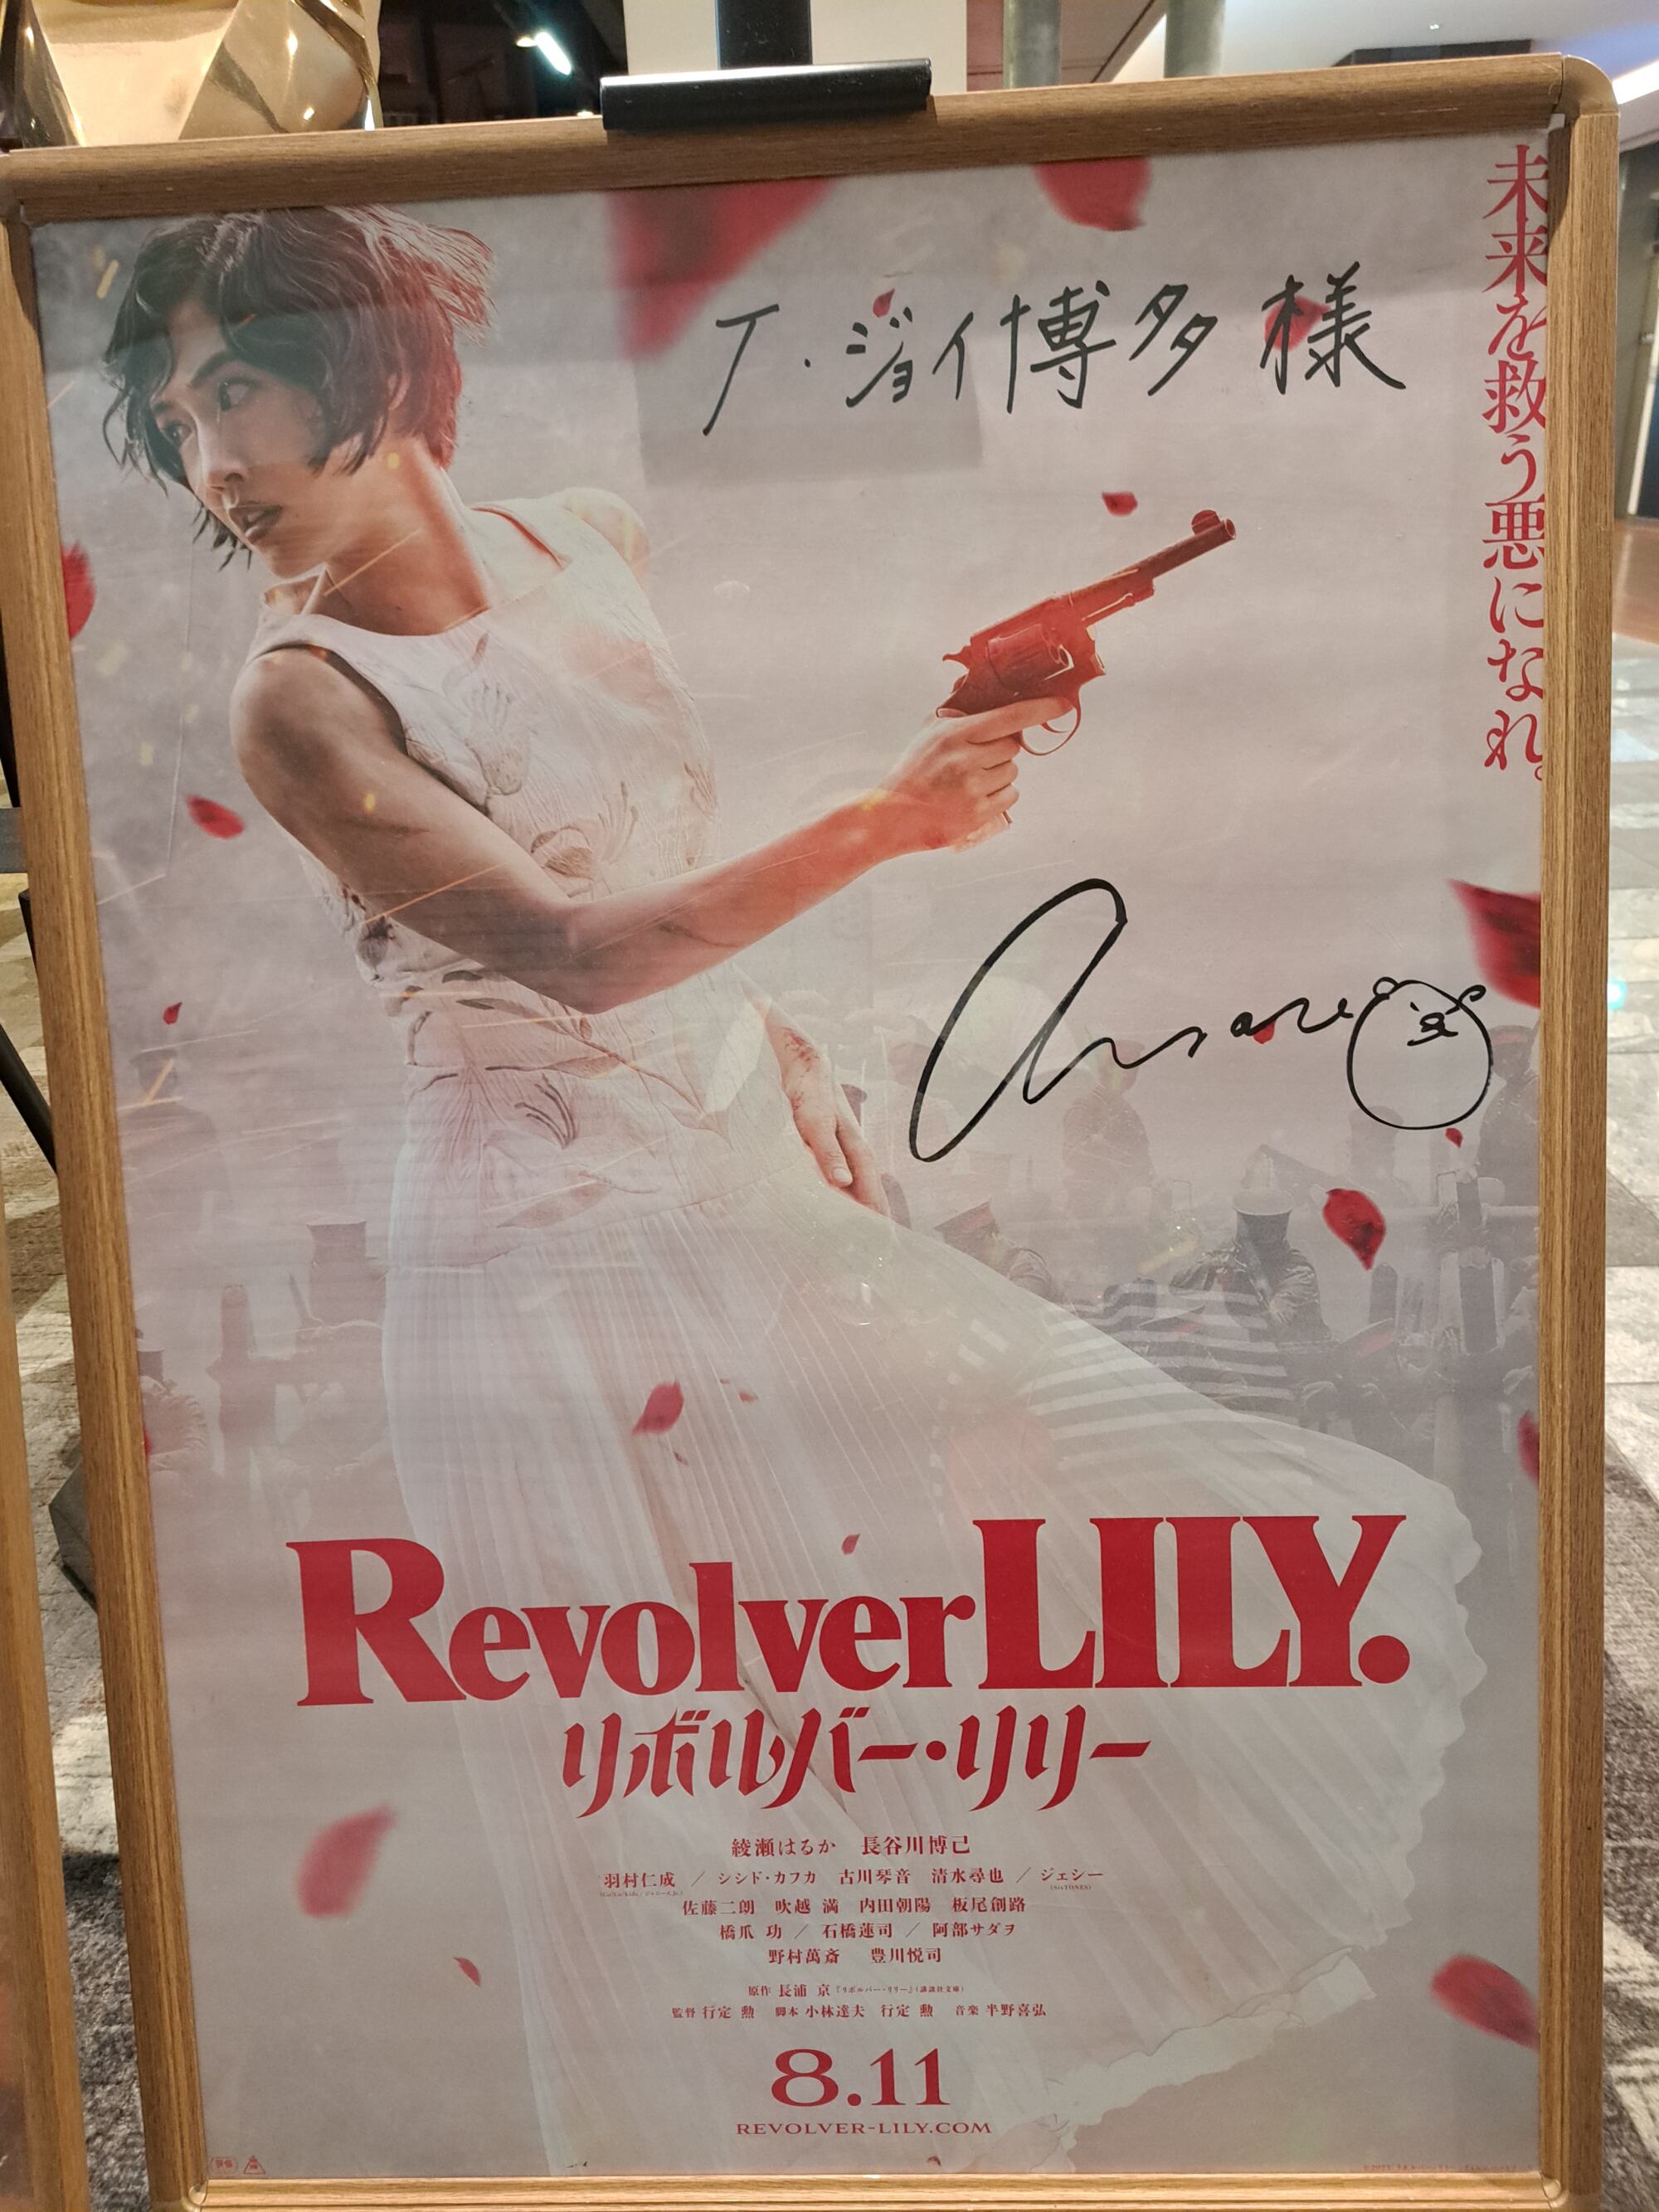 未来を救う悪になれ。
T・ジョイ博多 様
RevolverLILY.
リボルバー・リリー
綾瀬はるか 長谷川博己
羽村仁成 / シシド・カフカ 古川琴音 清水尋也 / ジェシー
(SixTONES)
佐藤二朗 吹越 満 内田朝陽 板尾創路
橋爪 功 / 石橋蓮司 / 阿部サダヲ
野村萬斎 豊川悦司
原作 長浦 京『リボルバー・リリー』(講談社文庫)
監督 行定 勲 脚本 小林達夫 行定 勲 音楽 半野喜弘
8.11
REVOLVER-LILY.COM